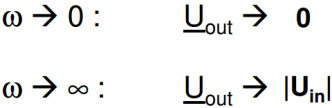 ω → 0 : U_out → 0
ω → ∞ : U_out → |U_in|